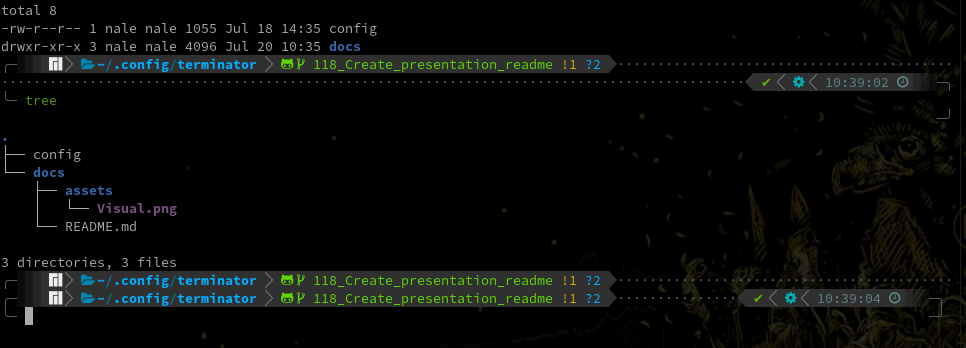 total 8
-rw-r--r-- 1 nale nale 1055 Jul 18 14:35 config
drwxr-xr-x 3 nale nale 4096 Jul 20 10:35 docs
~/.config/terminator 118_Create_presentation_readme !1 ?2
✔ 10:39:02
tree
.
├── config
└── docs
    ├── assets
    │   └── Visual.png
    └── README.md
3 directories, 3 files
~/.config/terminator 118_Create_presentation_readme !1 ?2
~/.config/terminator 118_Create_presentation_readme !1 ?2 ✔ 10:39:04